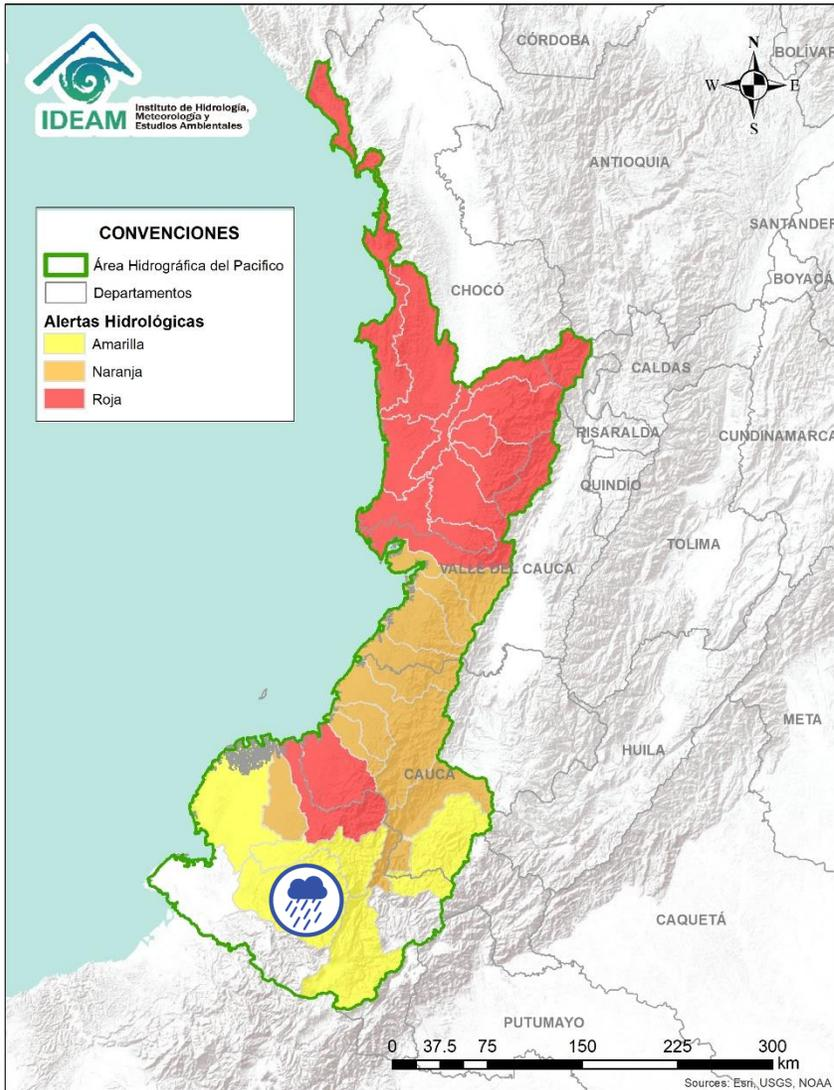 IDEAM
Instituto de Hidrología,
Meteorología y
Estudios Ambientales
N
W
E
S
CONVENCIONES
Área Hidrográfica del Pacifico
Departamentos
Alertas Hidrológicas
Amarilla
Naranja
Roja
CÓRDOBA
BOLÍVAR
ANTIOQUIA
SANTANDER
BOYACÁ
CHOCÓ
CALDAS
RISARALDA
CUNDINAMARCA
QUINDÍO
TOLIMA
VALLE DEL CAUCA
META
HUILA
CAUCA
CAQUETÁ
PUTUMAYO
0 37.5 75 150 225 300
km
Sources: Esri, USGS, NOAA